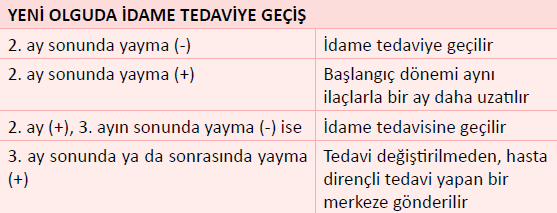 YENİ OLGUDA İDAME TEDAVİYE GEÇİŞ
2. ay sonunda yayma (-)
İdame tedaviye geçilir
2. ay sonunda yayma (+)
Başlangıç dönemi aynı
ilaçlarla bir ay daha uzatılır
2. ay (+), 3. ayın sonunda yayma (-) ise
İdame tedavisine geçilir
3. ay sonunda ya da sonrasında yayma
(+)
Tedavi değiştirilmeden, hasta
dirençli tedavi yapan bir
merkeze gönderilir